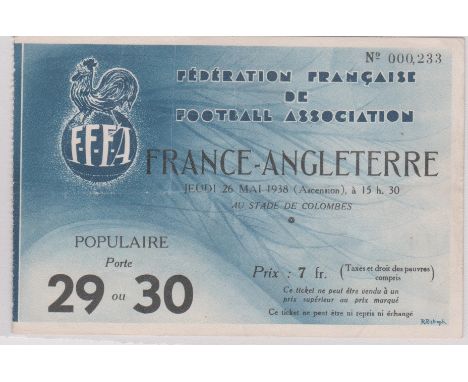 Nº 000,233
FÉDÉRATION FRANÇAISE
DE
FOOTBALL ASSOCIATION
F.F.F.A
FRANCE-ANGLETERRE
JEUDI 26 MAI 1938 (Ascension), à 15 h. 30
AU STADE DE COLOMBES
POPULAIRE
Porte
29 ou 30
Prix : 7 fr. (Taxes et droit des pauvres compris)
Ce ticket ne peut être vendu à un
prix supérieur au prix marqué
Ce ticket ne peut être ni repris ni échangé